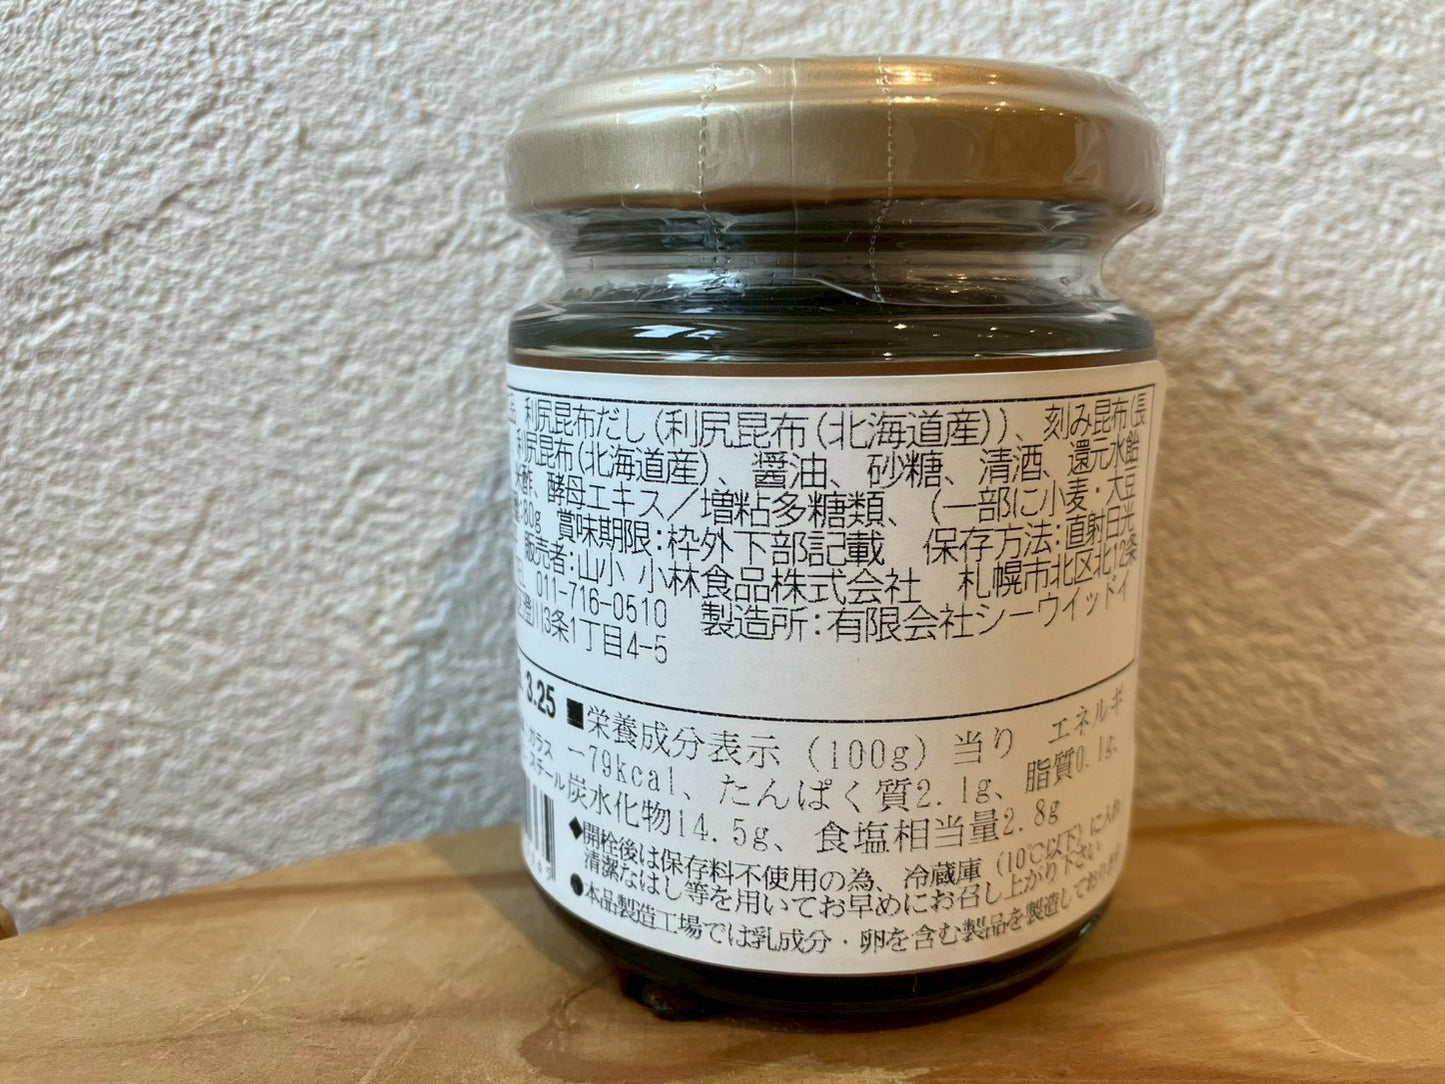 利尻昆布だし(利尻昆布(北海道産))、刻み昆布(長
利尻昆布(北海道産)、醤油、砂糖、清酒、還元水飴
米酢、酵母エキス/増粘多糖類、(一部に小麦・大豆
量:80g 賞味期限:枠外下部記載 保存方法:直射日光
販売者:山小 小林食品株式会社 札幌市北区北12条
011-716-0510 製造所:有限会社シーウイッドイ
澄川3条1丁目4-5
3.25
■栄養成分表示(100g)当り エネルギ
ー79kcal、たんぱく質2.1g、脂質0.1g、
炭水化物14.5g、食塩相当量2.8g
ガラス
スチール
◆開栓後は保存料不使用の為、冷蔵庫(10℃以下)に入れ
清潔なはし等を用いてお早めにお召し上がり下さい
●本品製造工場では乳成分・卵を含む製品を製造してお